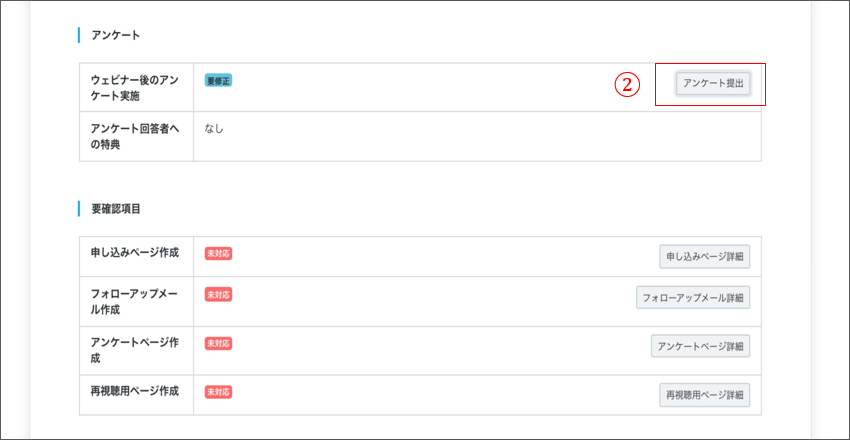 アンケート
ウェビナー後のアン
ケート実施
要修正
②
アンケート提出
アンケート回答者へ
の特典
なし
要確認項目
申し込みページ作成
未対応
申し込みページ詳細
フォローアップメー
ル作成
未対応
フォローアップメール詳細
アンケートページ作
成
未対応
アンケートページ詳細
再視聴用ページ作成
未対応
再視聴用ページ詳細